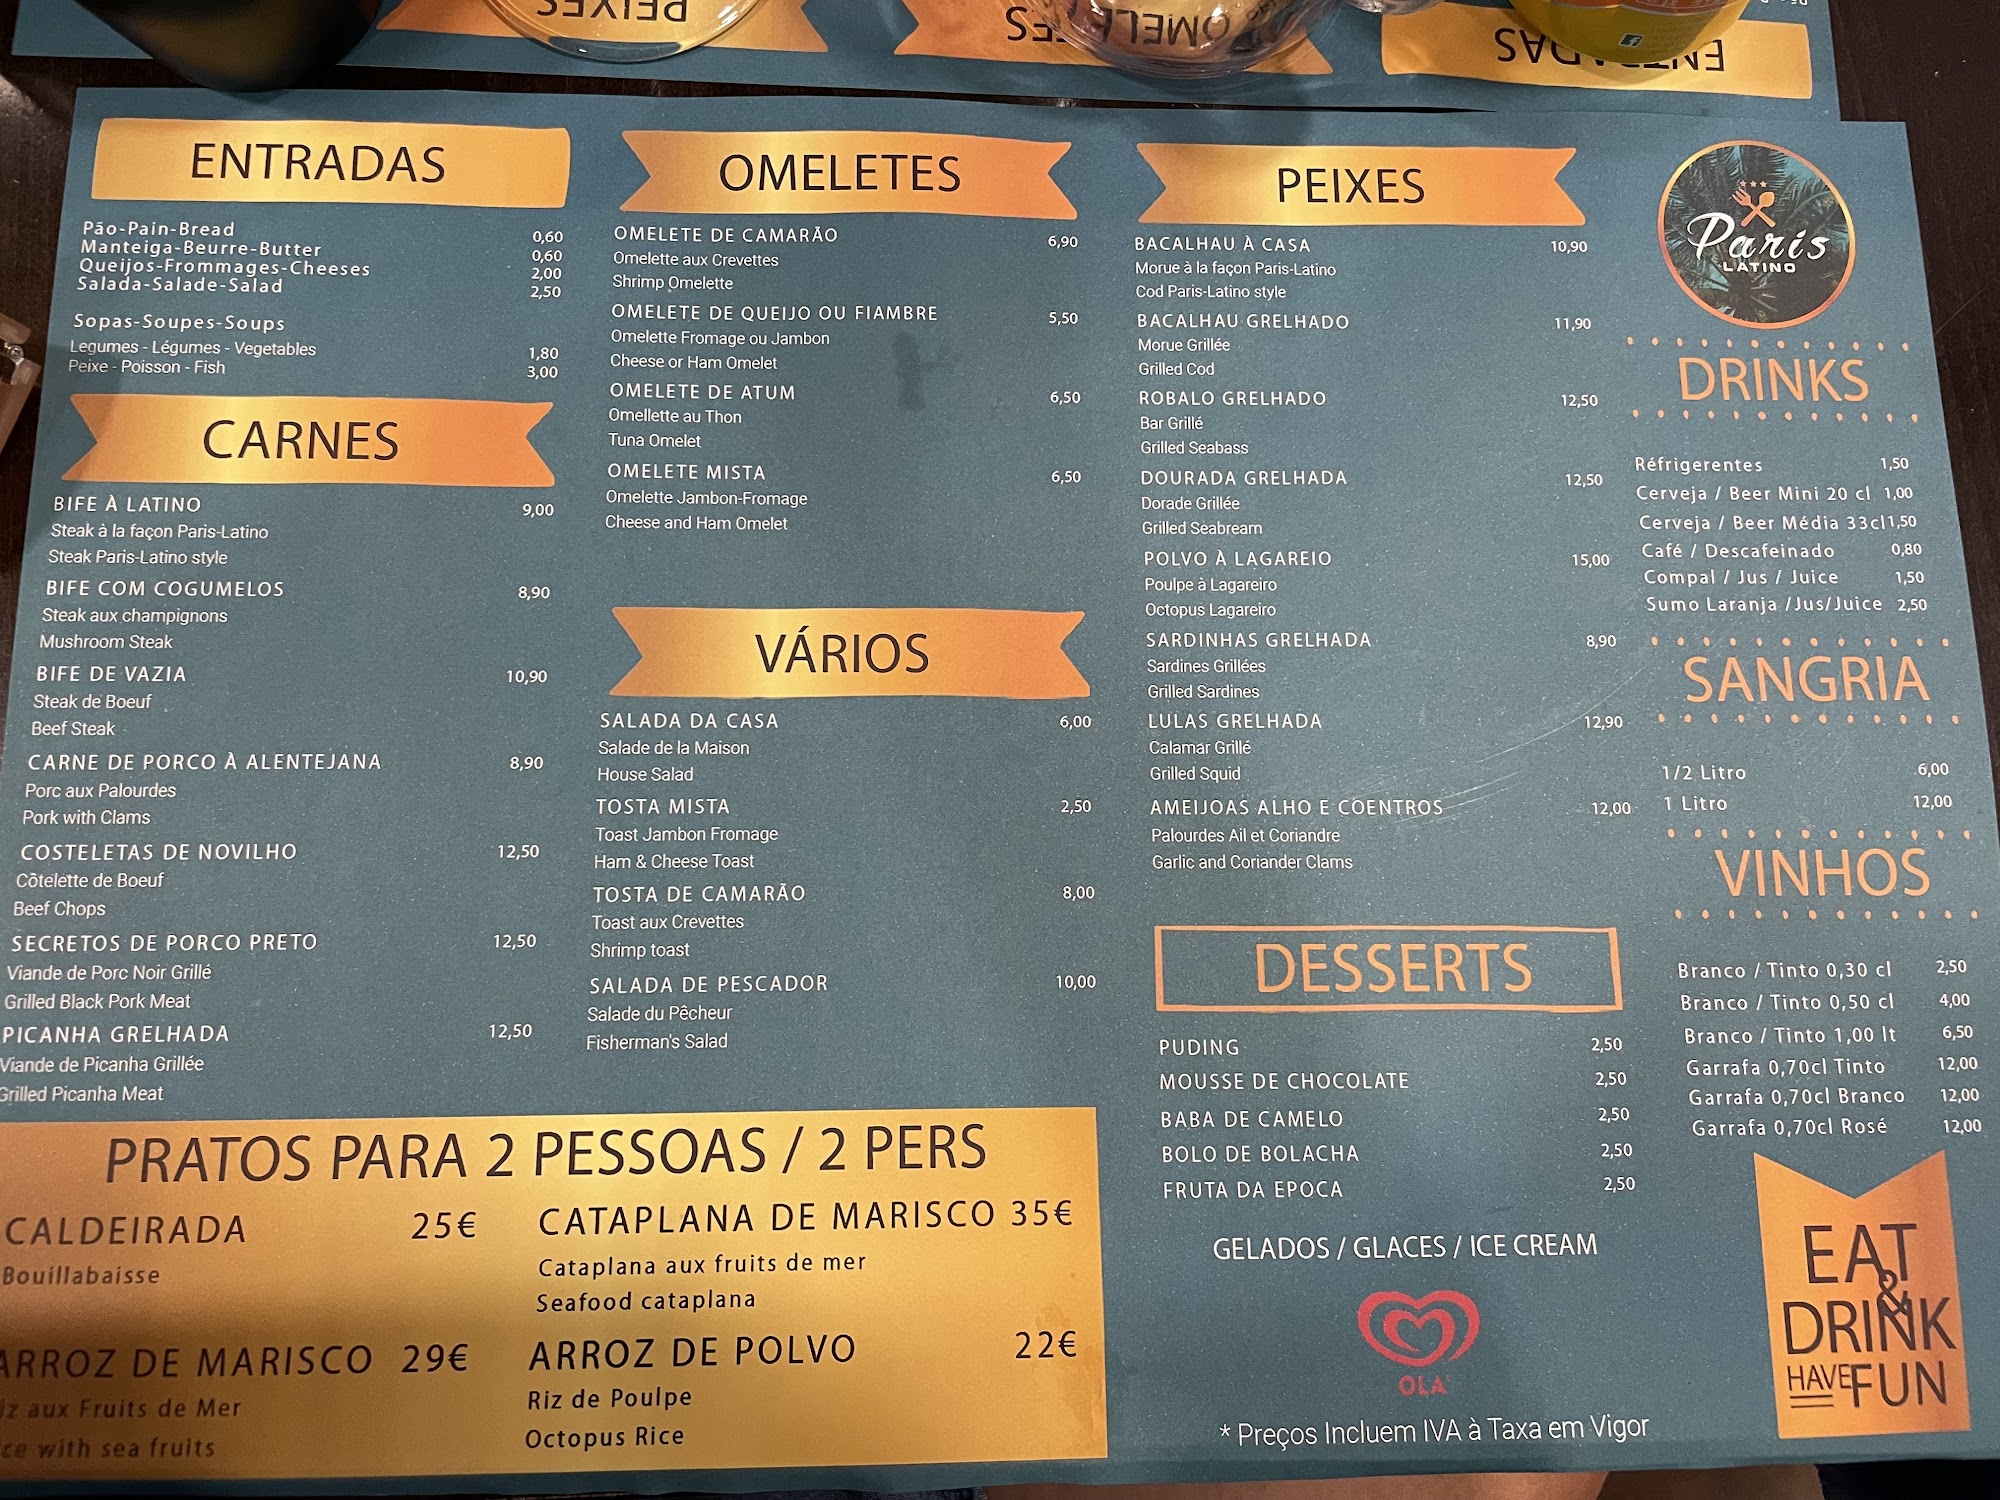 PEIXES
ENTRADAS
ENTRADAS
Pão-Pain-Bread 0,60
Manteiga-Beurre-Butter 0,60
Queijos-Frommages-Cheeses 2,00
Salada-Salade-Salad 2,50
Sopas-Soupes-Soups
Legumes - Légumes - Vegetables 1,80
Peixe - Poisson - Fish 3,00
CARNES
BIFE À LATINO 9,00
Steak à la façon Paris-Latino
Steak Paris-Latino style
BIFE COM COGUMELOS 8,90
Steak aux champignons
Mushroom Steak
BIFE DE VAZIA 10,90
Steak de Boeuf
Beef Steak
CARNE DE PORCO À ALENTEJANA 8,90
Porc aux Palourdes
Pork with Clams
COSTELETAS DE NOVILHO 12,50
Côtelette de Boeuf
Beef Chops
SECRETOS DE PORCO PRETO 12,50
Viande de Porc Noir Grillé
Grilled Black Pork Meat
PICANHA GRELHADA 12,50
Viande de Picanha Grillée
Grilled Picanha Meat
OMELETES
OMELETE DE CAMARÃO 6,90
Omelette aux Crevettes
Shrimp Omelette
OMELETE DE QUEIJO OU FIAMBRE 5,50
Omelette Fromage ou Jambon
Cheese or Ham Omelet
OMELETE DE ATUM 6,50
Omellette au Thon
Tuna Omelet
OMELETE MISTA 6,50
Omelette Jambon-Fromage
Cheese and Ham Omelet
VÁRIOS
SALADA DA CASA 6,00
Salade de la Maison
House Salad
TOSTA MISTA 2,50
Toast Jambon Fromage
Ham & Cheese Toast
TOSTA DE CAMARÃO 8,00
Toast aux Crevettes
Shrimp toast
SALADA DE PESCADOR 10,00
Salade du Pêcheur
Fisherman's Salad
PRATOS PARA 2 PESSOAS / 2 PERS
CALDEIRADA 25€
Bouillabaisse
ARROZ DE MARISCO 29€
aux Fruits de Mer
with sea fruits
CATAPLANA DE MARISCO 35€
Cataplana aux fruits de mer
Seafood cataplana
ARROZ DE POLVO 22€
Riz de Poulpe
Octopus Rice
PEIXES
BACALHAU À CASA 10,90
Morue à la façon Paris-Latino
Cod Paris-Latino style
BACALHAU GRELHADO 11,90
Morue Grillée
Grilled Cod
ROBALO GRELHADO 12,50
Bar Grillé
Grilled Seabass
DOURADA GRELHADA 12,50
Dorade Grillée
Grilled Seabream
POLVO À LAGAREIO 15,00
Poulpe à Lagareiro
Octopus Lagareiro
SARDINHAS GRELHADA 8,90
Sardines Grillées
Grilled Sardines
LULAS GRELHADA 12,90
Calamar Grillé
Grilled Squid
AMEIJOAS ALHO E COENTROS 12,00
Palourdes Ail et Coriandre
Garlic and Coriander Clams
DESSERTS
PUDING 2,50
MOUSSE DE CHOCOLATE 2,50
BABA DE CAMELO 2,50
BOLO DE BOLACHA 2,50
FRUTA DA EPOCA 2,50
GELADOS / GLACES / ICE CREAM
OLA
* Preços Incluem IVA à Taxa em Vigor
Paris
LATINO
DRINKS
Réfrigerentes 1,50
Cerveja / Beer Mini 20 cl 1,00
Cerveja / Beer Média 33cl 1,50
Café / Descafeinado 0,80
Compal / Jus / Juice 1,50
Sumo Laranja /Jus/Juice 2,50
SANGRIA
1/2 Litro 6,00
1 Litro 12,00
VINHOS
Branco / Tinto 0,30 cl 2,50
Branco / Tinto 0,50 cl 4,00
Branco / Tinto 1,00 lt 6,50
Garrafa 0,70cl Tinto 12,00
Garrafa 0,70cl Branco 12,00
Garrafa 0,70cl Rosé 12,00
EAT
&
DRINK
HAVE FUN